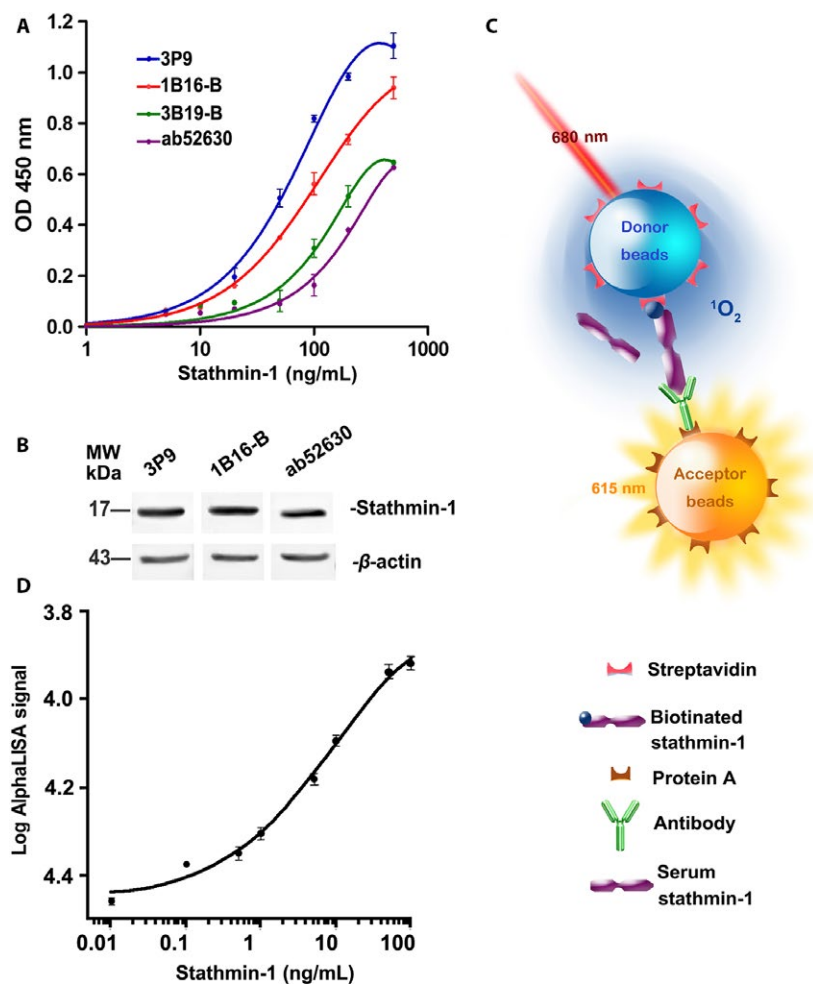 A
3P9
1B16-B
3B19-B
ab52630
OD 450 nm
1.2
1.0
0.8
0.6
0.4
0.2
0.0
1 10 100 1000
Stathmin-1 (ng/mL)
B
MW
kDa
3P9 1B16-B ab52630
17 -Stathmin-1
43 -β-actin
C
680 nm
Donor
beads
¹O₂
615 nm
Acceptor
beads
Streptavidin
Biotinated
stathmin-1
Protein A
Antibody
Serum
stathmin-1
D
Log AlphaLISA signal
3.8
4.0
4.2
4.4
0.01 0.1 1 10 100
Stathmin-1 (ng/mL)